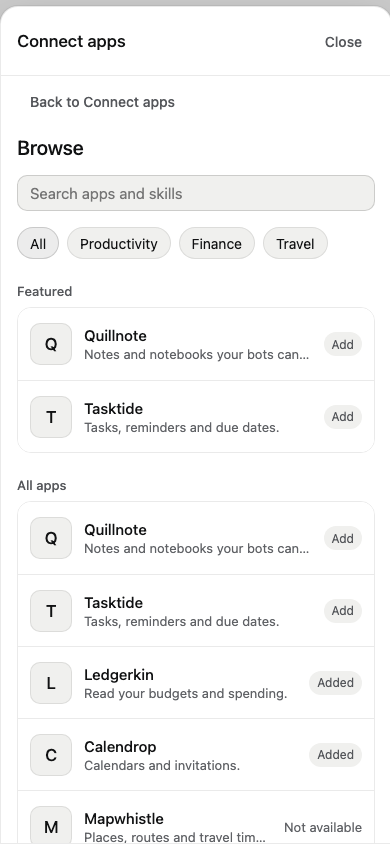 Connect apps
Close
Back to Connect apps
Browse
Search apps and skills
All
Productivity
Finance
Travel
Featured
Q
Quillnote
Notes and notebooks your bots can...
Add
T
Tasktide
Tasks, reminders and due dates.
Add
All apps
Q
Quillnote
Notes and notebooks your bots can...
Add
T
Tasktide
Tasks, reminders and due dates.
Add
L
Ledgerkin
Read your budgets and spending.
Added
C
Calendrop
Calendars and invitations.
Added
M
Mapwhistle
Places, routes and travel tim...
Not available